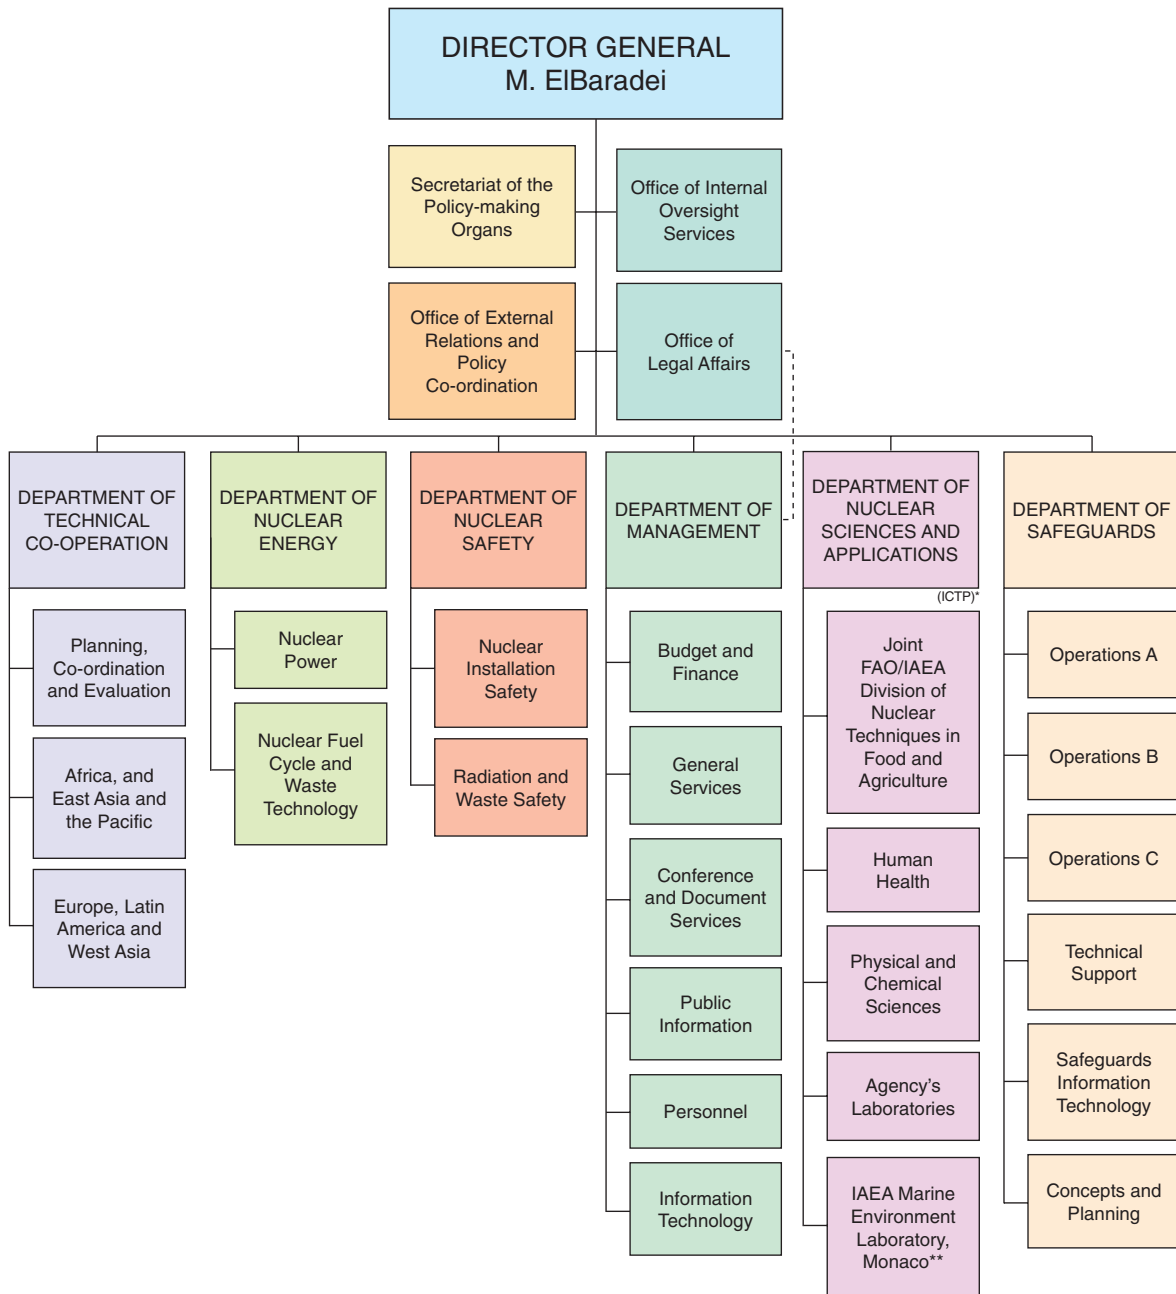 DIRECTOR GENERAL
M. ElBaradei
Secretariat of the
Policy-making
Organs
Office of Internal
Oversight
Services
Office of External
Relations and
Policy
Co-ordination
Office of
Legal Affairs
DEPARTMENT OF
TECHNICAL
CO-OPERATION
DEPARTMENT OF
NUCLEAR
ENERGY
DEPARTMENT OF
NUCLEAR
SAFETY
DEPARTMENT OF
MANAGEMENT
DEPARTMENT OF
NUCLEAR
SCIENCES AND
APPLICATIONS
DEPARTMENT OF
SAFEGUARDS
(ICTP)*
Planning,
Co-ordination
and Evaluation
Africa, and
East Asia and
the Pacific
Europe, Latin
America and
West Asia
Nuclear
Power
Nuclear Fuel
Cycle and
Waste
Technology
Nuclear
Installation
Safety
Radiation and
Waste Safety
Budget and
Finance
General
Services
Conference
and Document
Services
Public
Information
Personnel
Information
Technology
Joint
FAO/IAEA
Division of
Nuclear
Techniques in
Food and
Agriculture
Human
Health
Physical and
Chemical
Sciences
Agency's
Laboratories
IAEA Marine
Environment
Laboratory,
Monaco**
Operations A
Operations B
Operations C
Technical
Support
Safeguards
Information
Technology
Concepts and
Planning